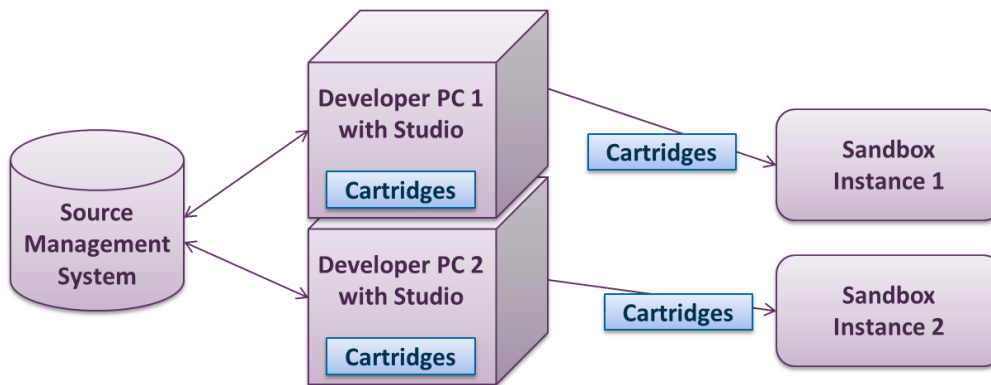 Source
Management
System
Developer PC 1
with Studio
Cartridges
Developer PC 2
with Studio
Cartridges
Cartridges
Sandbox
Instance 1
Cartridges
Sandbox
Instance 2